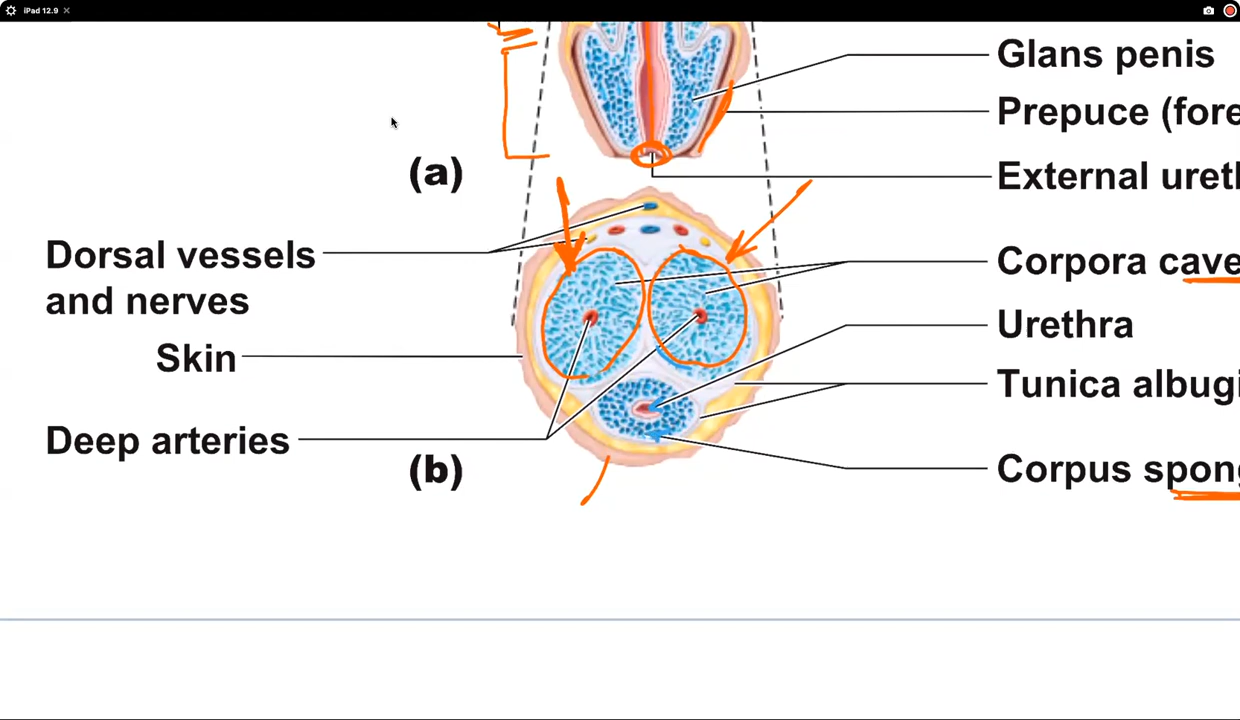 iPad 12.9
Glans penis
Prepuce (fore
External uret
(a)
Dorsal vessels
and nerves
Corpora cave
Urethra
Skin
Tunica albugi
Deep arteries
(b)
Corpus spong